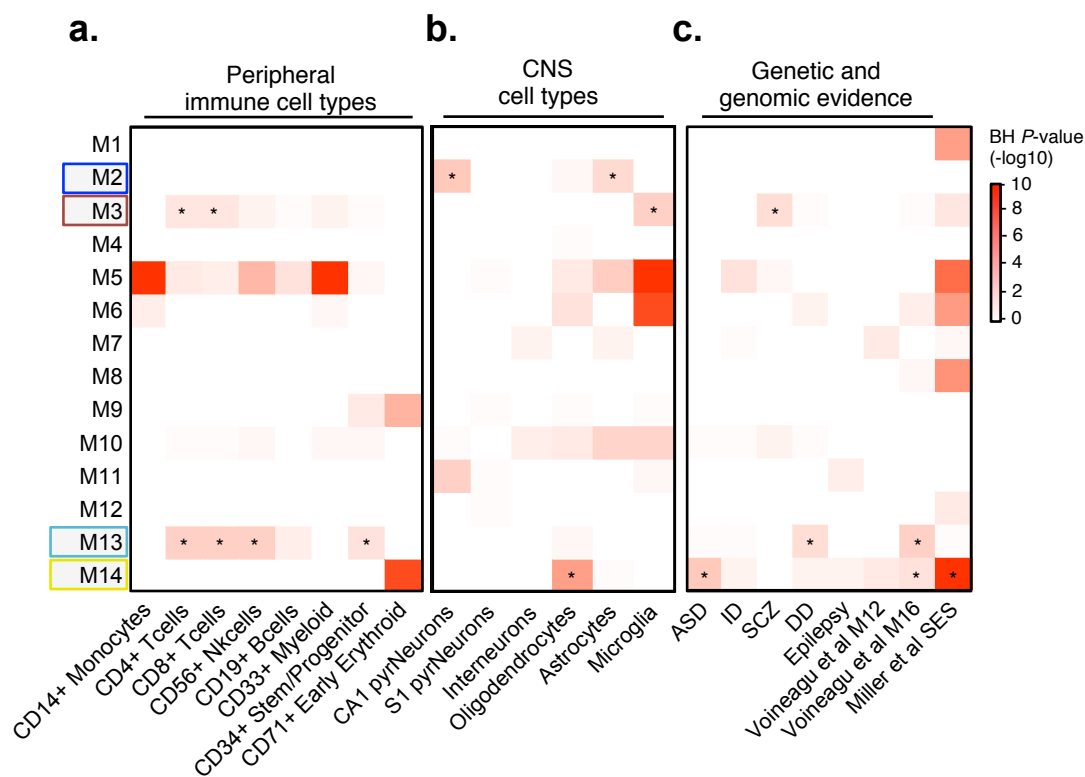 a.
b.
c.
Peripheral
immune cell types
CNS
cell types
Genetic and
genomic evidence
BH P-value
(-log10)
10
8
6
4
2
0
M1
M2
* *
M3
* * * *
M4
M5
M6
M7
M8
M9
M10
M11
M12
M13
* * * * * *
M14
* * * *
CD14+ Monocytes
CD4+ Tcells
CD8+ Tcells
CD56+ Nkcells
CD19+ Bcells
CD33+ Myeloid
CD34+ Stem/Progenitor
CD71+ Early Erythroid
CA1 pyrNeurons
S1 pyrNeurons
Interneurons
Oligodendrocytes
Astrocytes
Microglia
ASD
ID
SCZ
DD
Epilepsy
Voineagu et al M12
Voineagu et al M16
Miller et al SES